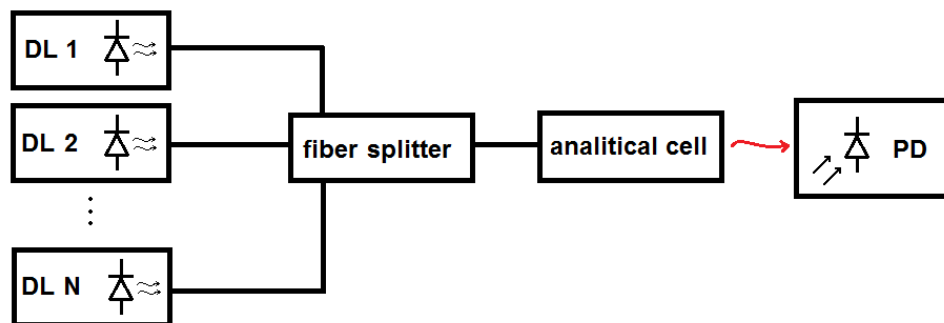 DL 1
DL 2
fiber splitter
analitical cell
PD
DL N